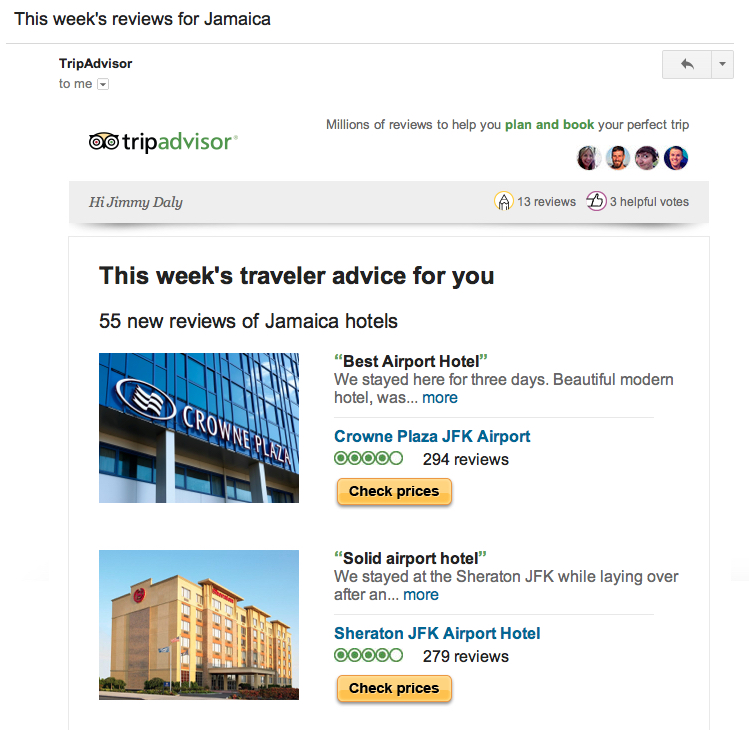 This week's reviews for Jamaica
TripAdvisor
to me
Millions of reviews to help you plan and book your perfect trip
tripadvisor®
Hi Jimmy Daly
13 reviews
3 helpful votes
This week's traveler advice for you
55 new reviews of Jamaica hotels
CROWNE PLAZA
“Best Airport Hotel”
We stayed here for three days. Beautiful modern
hotel, was... more
Crowne Plaza JFK Airport
294 reviews
Check prices
Sheraton
“Solid airport hotel”
We stayed at the Sheraton JFK while laying over
after an... more
Sheraton JFK Airport Hotel
279 reviews
Check prices